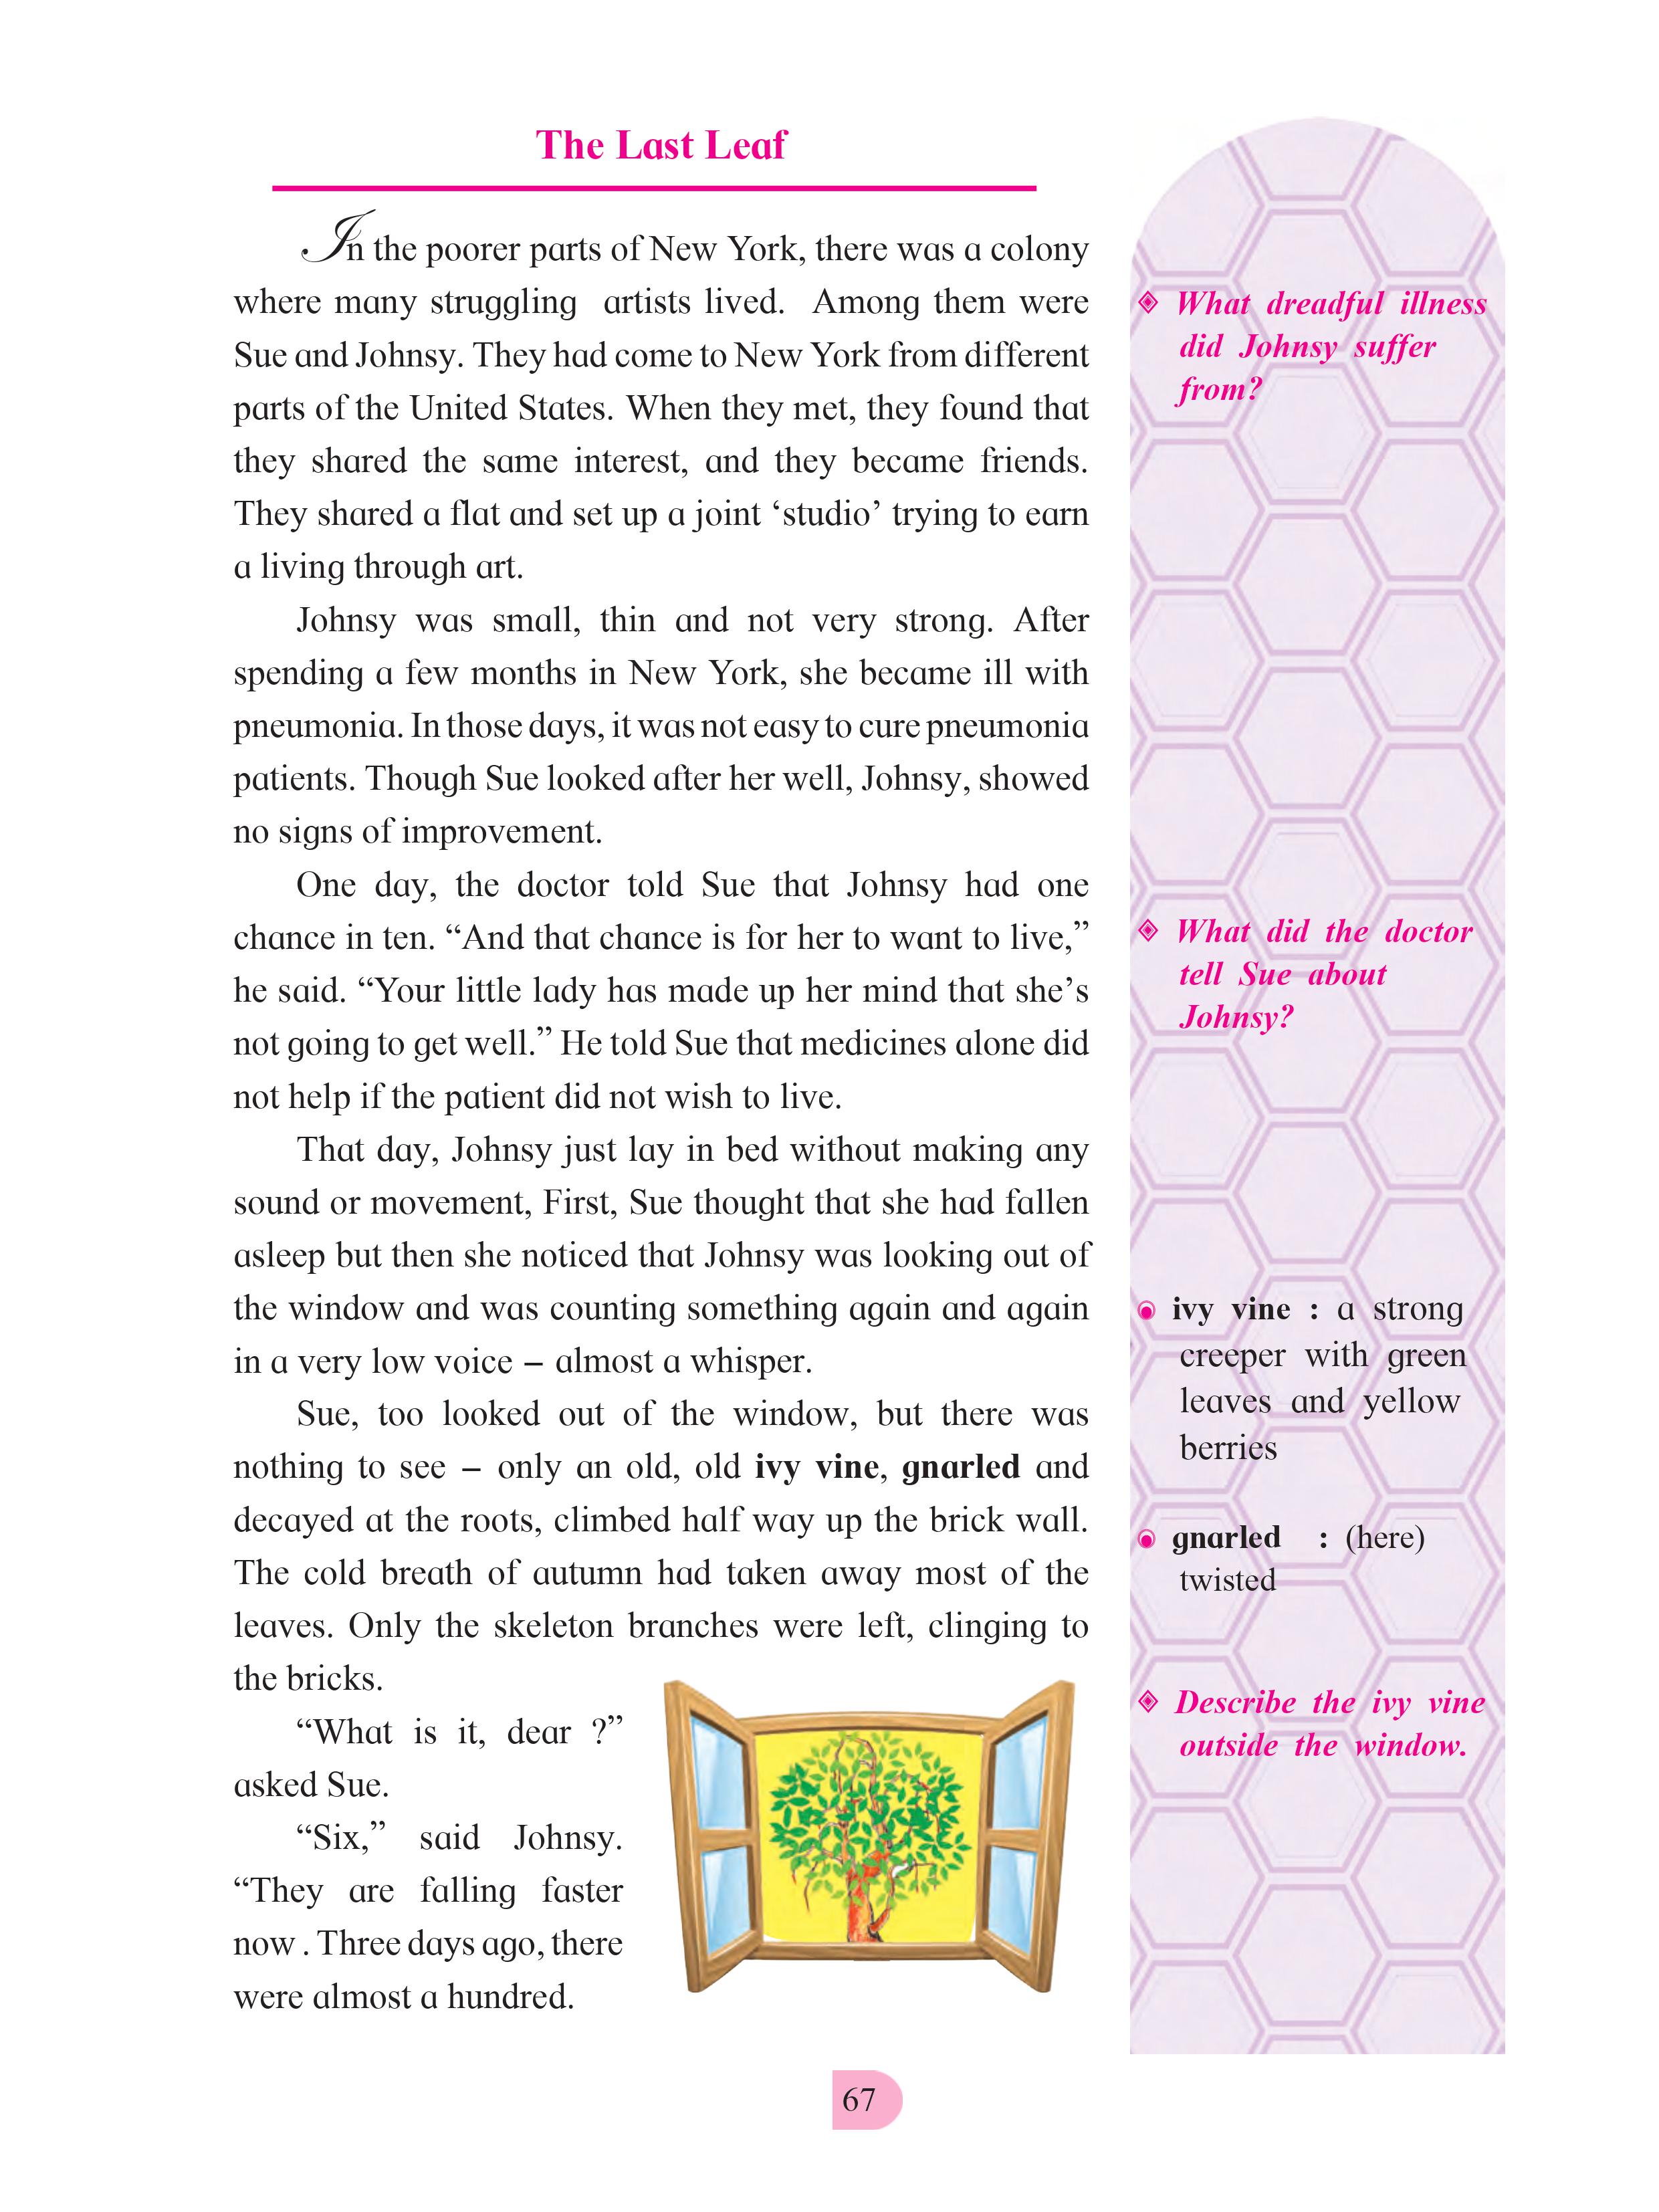 The Last Leaf
In the poorer parts of New York, there was a colony
where many struggling artists lived. Among them were
Sue and Johnsy. They had come to New York from different
parts of the United States. When they met, they found that
they shared the same interest, and they became friends.
They shared a flat and set up a joint ‘studio’ trying to earn
a living through art.
Johnsy was small, thin and not very strong. After
spending a few months in New York, she became ill with
pneumonia. In those days, it was not easy to cure pneumonia
patients. Though Sue looked after her well, Johnsy, showed
no signs of improvement.
One day, the doctor told Sue that Johnsy had one
chance in ten. “And that chance is for her to want to live,”
he said. “Your little lady has made up her mind that she’s
not going to get well.” He told Sue that medicines alone did
not help if the patient did not wish to live.
That day, Johnsy just lay in bed without making any
sound or movement, First, Sue thought that she had fallen
asleep but then she noticed that Johnsy was looking out of
the window and was counting something again and again
in a very low voice – almost a whisper.
Sue, too looked out of the window, but there was
nothing to see – only an old, old ivy vine, gnarled and
decayed at the roots, climbed half way up the brick wall.
The cold breath of autumn had taken away most of the
leaves. Only the skeleton branches were left, clinging to
the bricks.
“What is it, dear ?”
asked Sue.
“Six,” said Johnsy.
“They are falling faster
now . Three days ago, there
were almost a hundred.
What dreadful illness
did Johnsy suffer
from?
What did the doctor
tell Sue about
Johnsy?
ivy vine : a strong
creeper with green
leaves and yellow
berries
gnarled : (here)
twisted
Describe the ivy vine
outside the window.
67